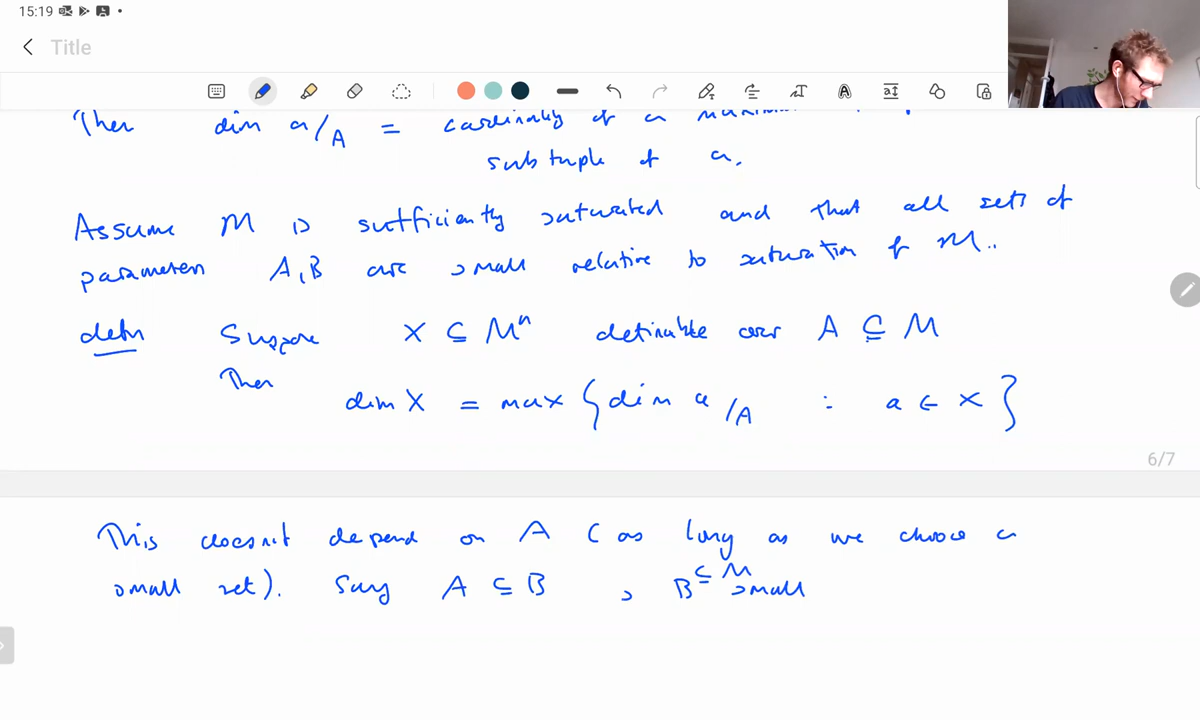 15:19
Title
Then dim a/A = cardinality of a
subtuple of a.
Assume M is sufficiently saturated and that all sets of
parameters A, B are small relative to saturation of M..
defn Suppose X ⊆ Mⁿ definable over A ⊆ M
Then
dim X = max { dim a/A : a ∈ X }
6/7
This doesn't depend on A (as long as we choose a
small set). Say A ⊆ B , B ⊆ M small